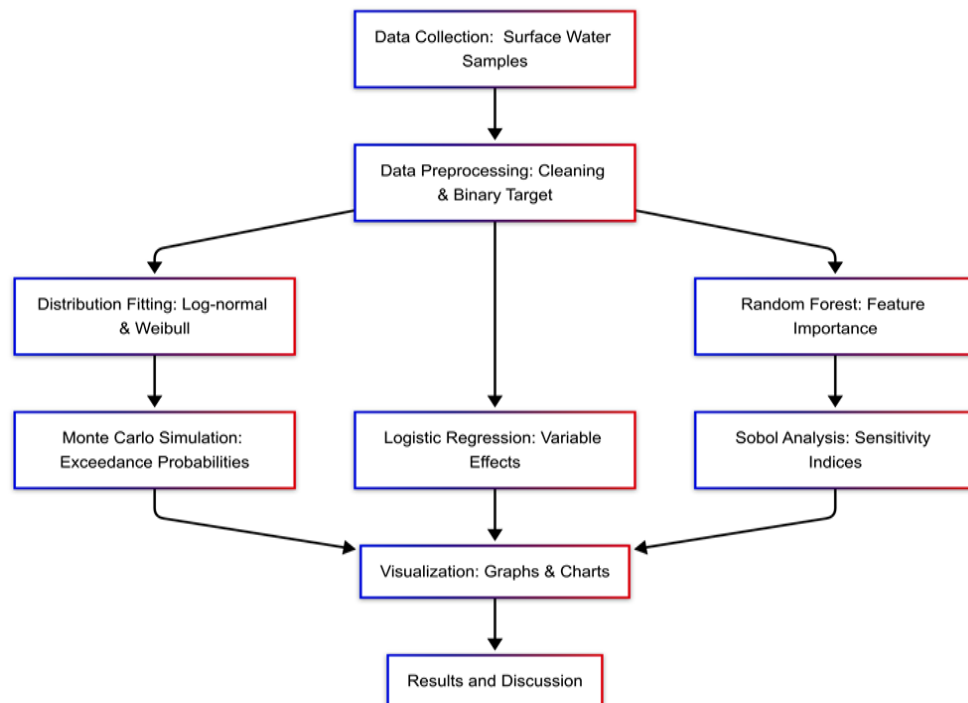 Data Collection:  Surface Water
Samples
Data Preprocessing: Cleaning
& Binary Target
Distribution Fitting: Log-normal
& Weibull
Random Forest: Feature
Importance
Monte Carlo Simulation:
Exceedance Probabilities
Logistic Regression: Variable
Effects
Sobol Analysis: Sensitivity
Indices
Visualization: Graphs & Charts
Results and Discussion